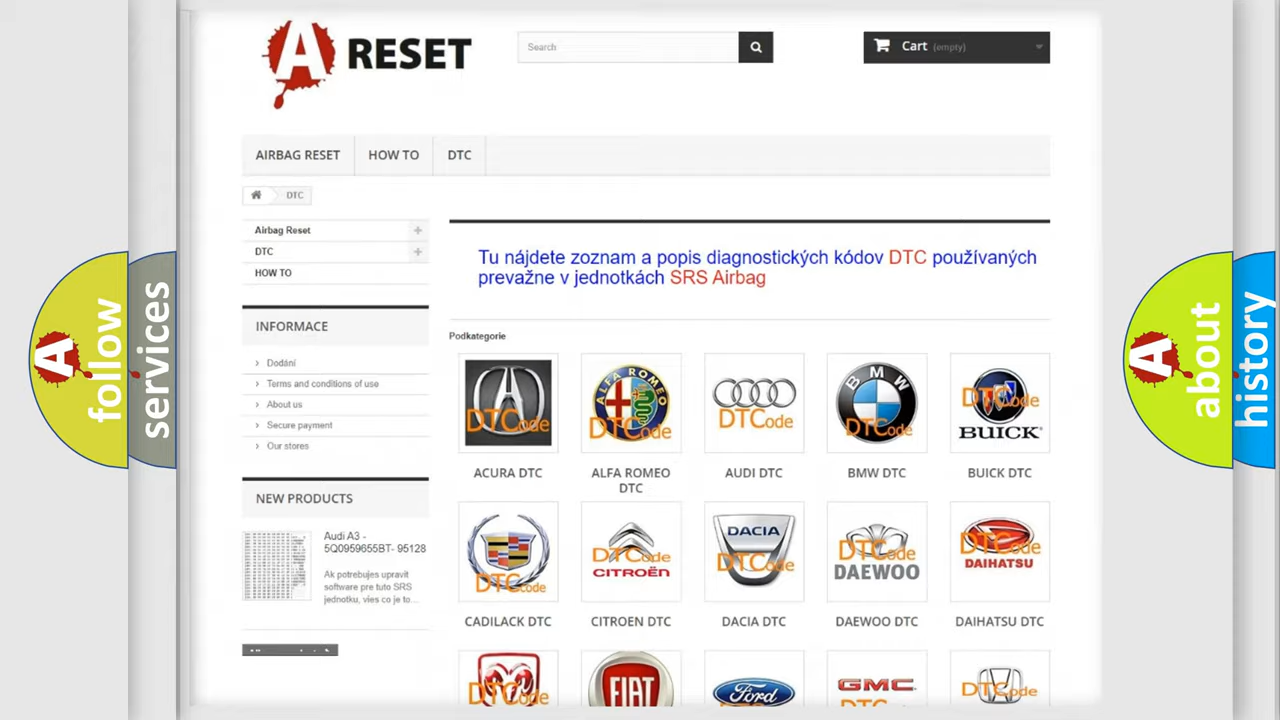 A RESET
Search
Cart (empty)
AIRBAG RESET
HOW TO
DTC
DTC
Airbag Reset
DTC
HOW TO
INFORMACE
Dodání
Terms and conditions of use
About us
Secure payment
Our stores
NEW PRODUCTS
Audi A3 -
5Q0959655BT- 95128
Ak potrebujes upravit
software pre tuto SRS
jednotku, vies co je to...
Tu nájdete zoznam a popis diagnostických kódov DTC používaných
prevažne v jednotkách SRS Airbag
Podkategorie
DTCode
ALFA ROMEO
DTCode
DTCode
BMW
DTCode
DTCode
BUICK
ACURA DTC
ALFA ROMEO
DTC
AUDI DTC
BMW DTC
BUICK DTC
DTCode
DTCode
CITROËN
DACIA
DTCode
DTCode
DAEWOO
DTCode
DAIHATSU
CADILACK DTC
CITROEN DTC
DACIA DTC
DAEWOO DTC
DAIHATSU DTC
DTCode
FIAT
Ford
GMC
DTCode
A follow
services
A about
history